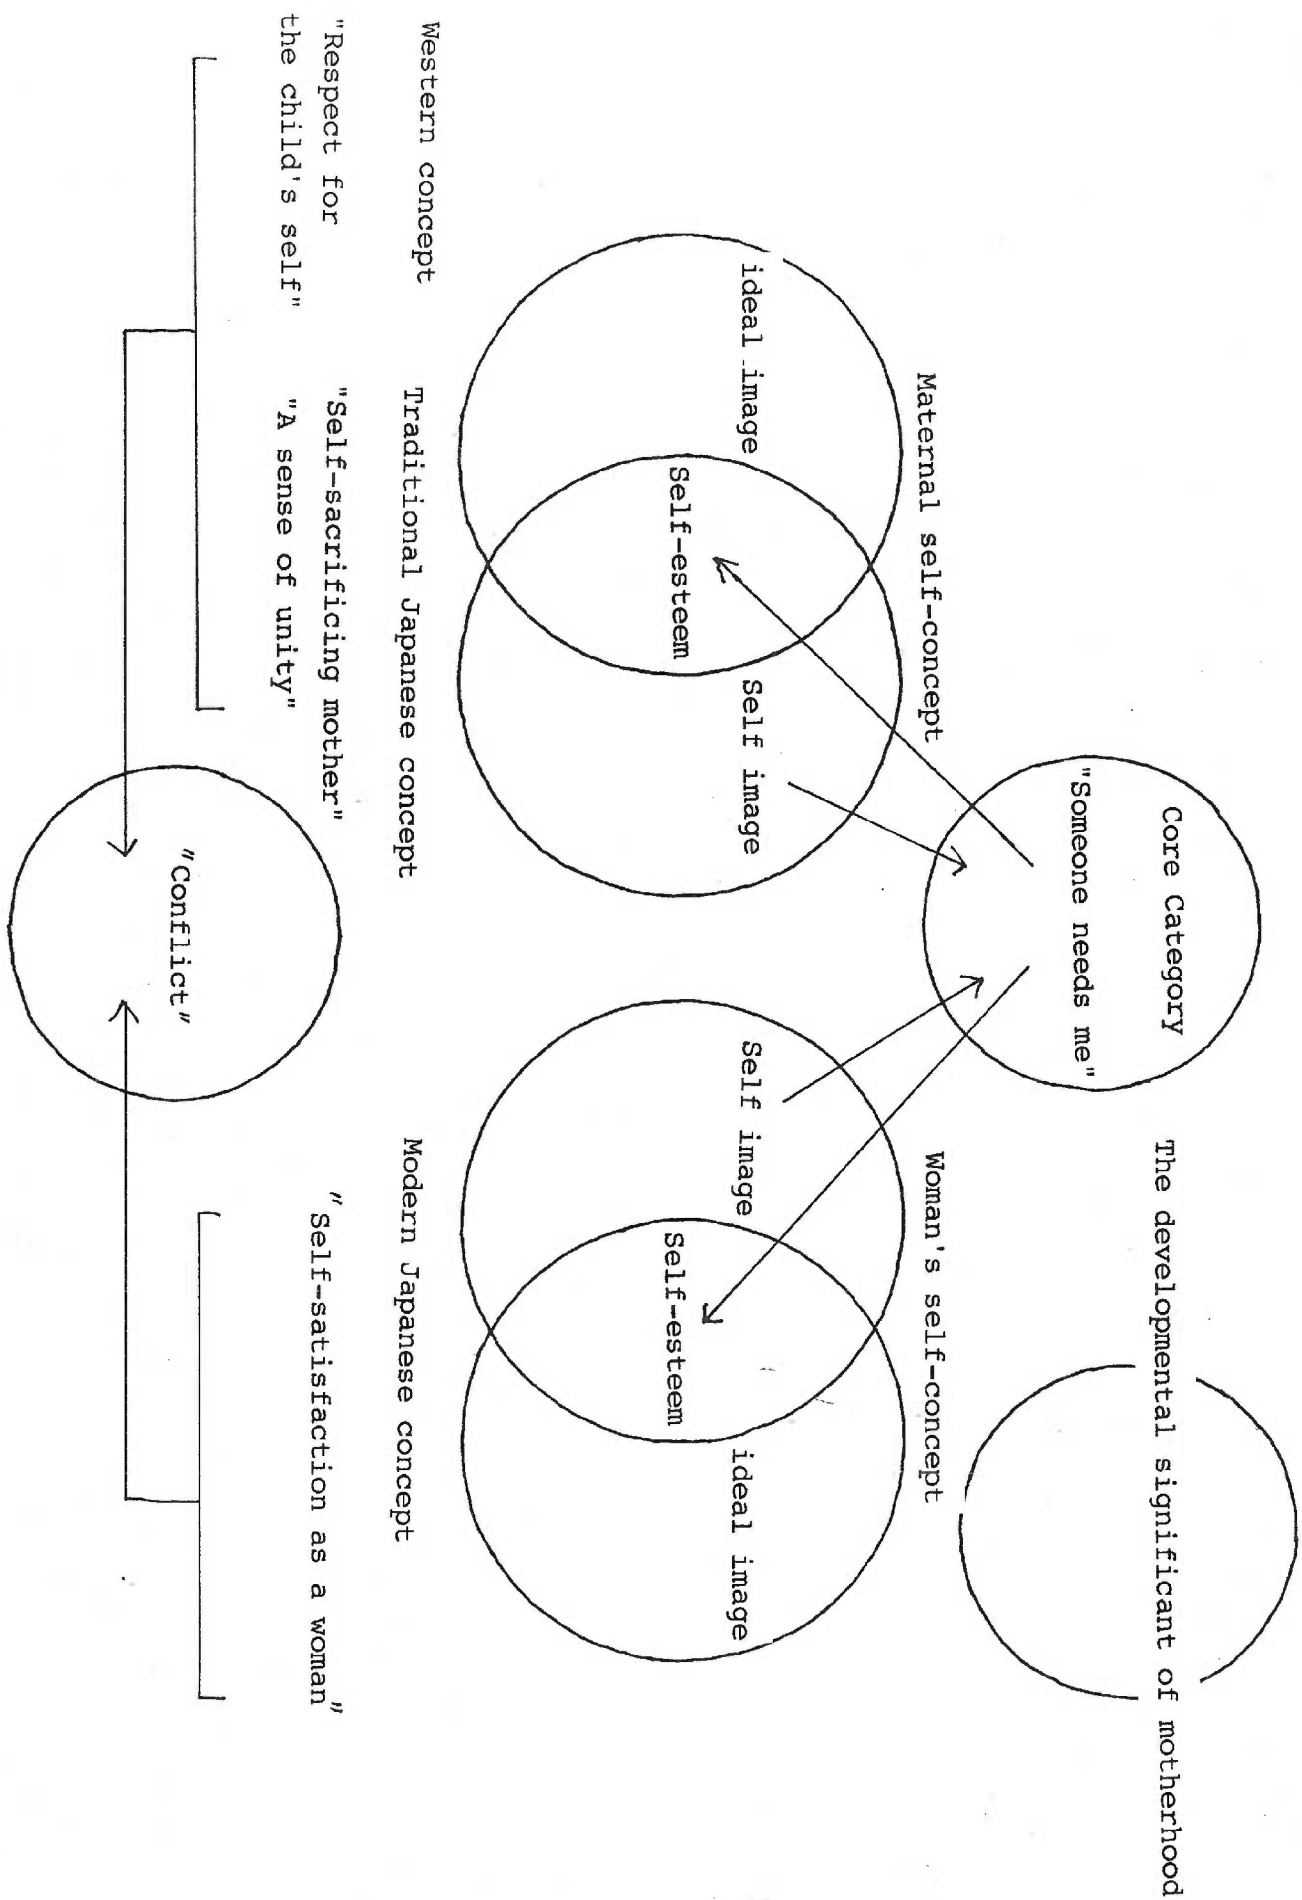 Core Category
The developmental significant of motherhood
"Someone needs me"
Maternal self-concept
Woman's self-concept
ideal image
Self image
Self image
ideal image
Self-esteem
Self-esteem
Western concept
Traditional Japanese concept
Modern Japanese concept
"Respect for
the child's self"
"Self-sacrificing mother"
"A sense of unity"
"Self-satisfaction as a woman"
"Conflict"